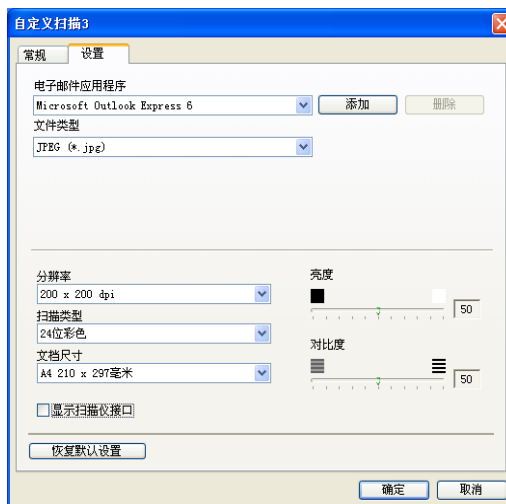 自定义扫描3
常规 设置
电子邮件应用程序
Microsoft Outlook Express 6 添加 删除
文件类型
JPEG (*.jpg)
分辨率 亮度
200 x 200 dpi
50
扫描类型
24位彩色
对比度
文档尺寸
A4 210 x 297毫米
50
显示扫描仪接口
恢复默认设置
确定 取消